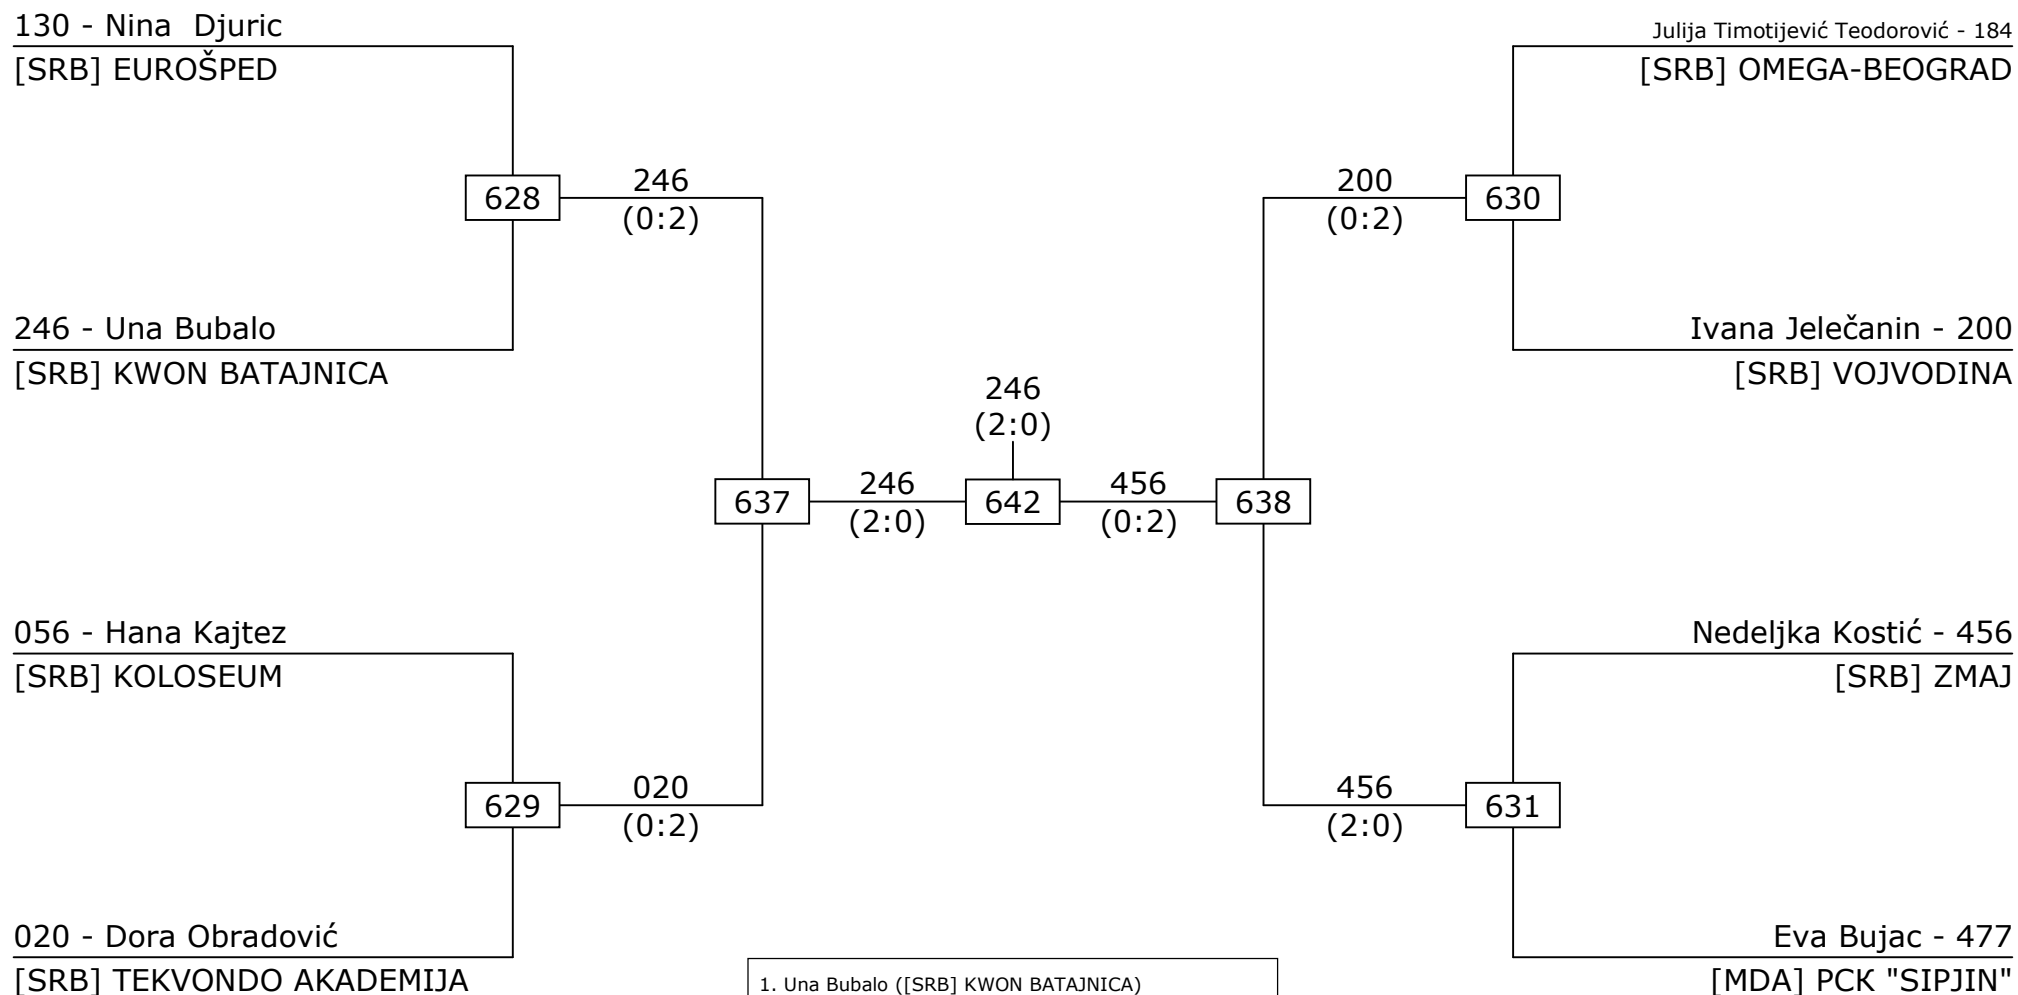 130 - Nina  Djuric
[SRB] EUROŠPED
Julija Timotijević Teodorović - 184
[SRB] OMEGA-BEOGRAD
628
246
(0:2)
200
(0:2)
630
246 - Una Bubalo
[SRB] KWON BATAJNICA
Ivana Jelečanin - 200
[SRB] VOJVODINA
246
(2:0)
637
246
(2:0)
642
456
(0:2)
638
056 - Hana Kajtez
[SRB] KOLOSEUM
Nedeljka Kostić - 456
[SRB] ZMAJ
629
020
(0:2)
456
(2:0)
631
020 - Dora Obradović
[SRB] TEKVONDO AKADEMIJA
Eva Bujac - 477
[MDA] РСК "SIPJIN"
1. Una Bubalo ([SRB] KWON BATAJNICA)